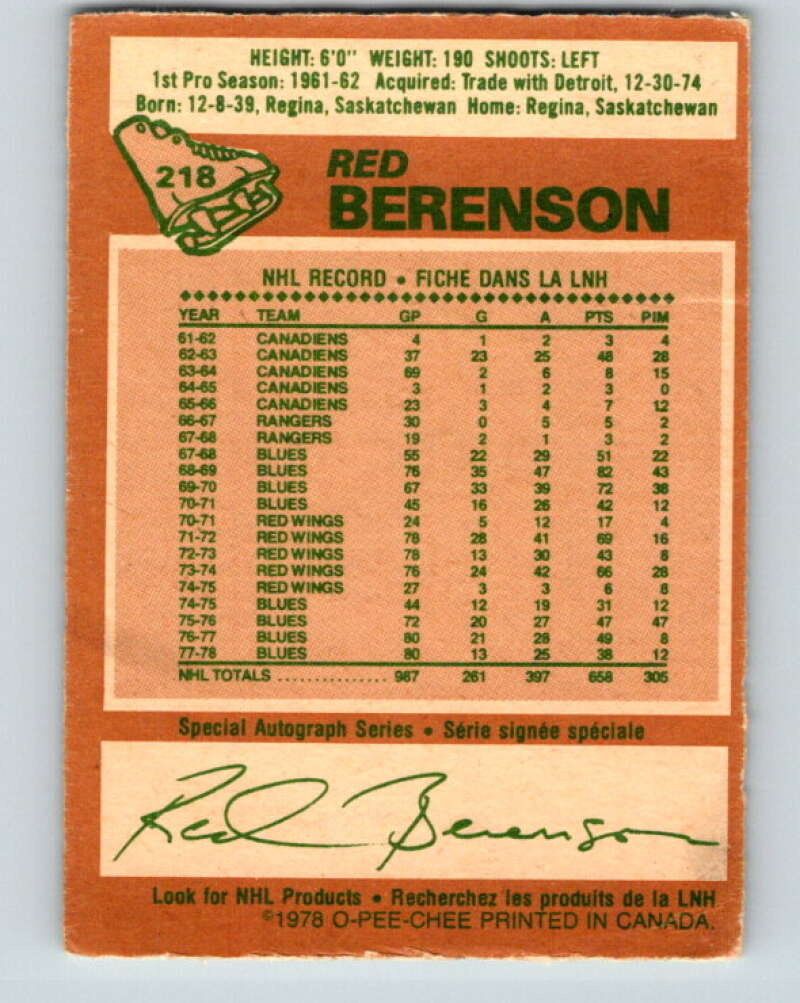 HEIGHT: 6'0" WEIGHT: 190 SHOOTS: LEFT
1st Pro Season: 1961-62 Acquired: Trade with Detroit, 12-30-74
Born: 12-8-39, Regina, Saskatchewan Home: Regina, Saskatchewan
218
RED
BERENSON
NHL RECORD • FICHE DANS LA LNH
YEAR TEAM GP G A PTS PIM
61-62 CANADIENS 4 1 2 3 4
62-63 CANADIENS 37 23 25 48 28
63-64 CANADIENS 69 2 6 8 15
64-65 CANADIENS 3 1 2 3 0
65-66 CANADIENS 23 3 4 7 12
66-67 RANGERS 30 0 5 5 2
67-68 RANGERS 19 2 1 3 2
67-68 BLUES 55 22 29 51 22
68-69 BLUES 76 35 47 82 43
69-70 BLUES 67 33 39 72 38
70-71 BLUES 45 16 26 42 12
70-71 RED WINGS 24 5 12 17 4
71-72 RED WINGS 78 28 41 69 16
72-73 RED WINGS 78 13 30 43 8
73-74 RED WINGS 76 24 42 66 28
74-75 RED WINGS 27 3 3 6 8
74-75 BLUES 44 12 19 31 12
75-76 BLUES 72 20 27 47 47
76-77 BLUES 80 21 28 49 8
77-78 BLUES 80 13 25 38 12
NHL TOTALS ................ 987 261 397 658 305
Special Autograph Series • Série signée spéciale
Red Berenson
Look for NHL Products • Recherchez les produits de la LNH
©1978 O-PEE-CHEE PRINTED IN CANADA.